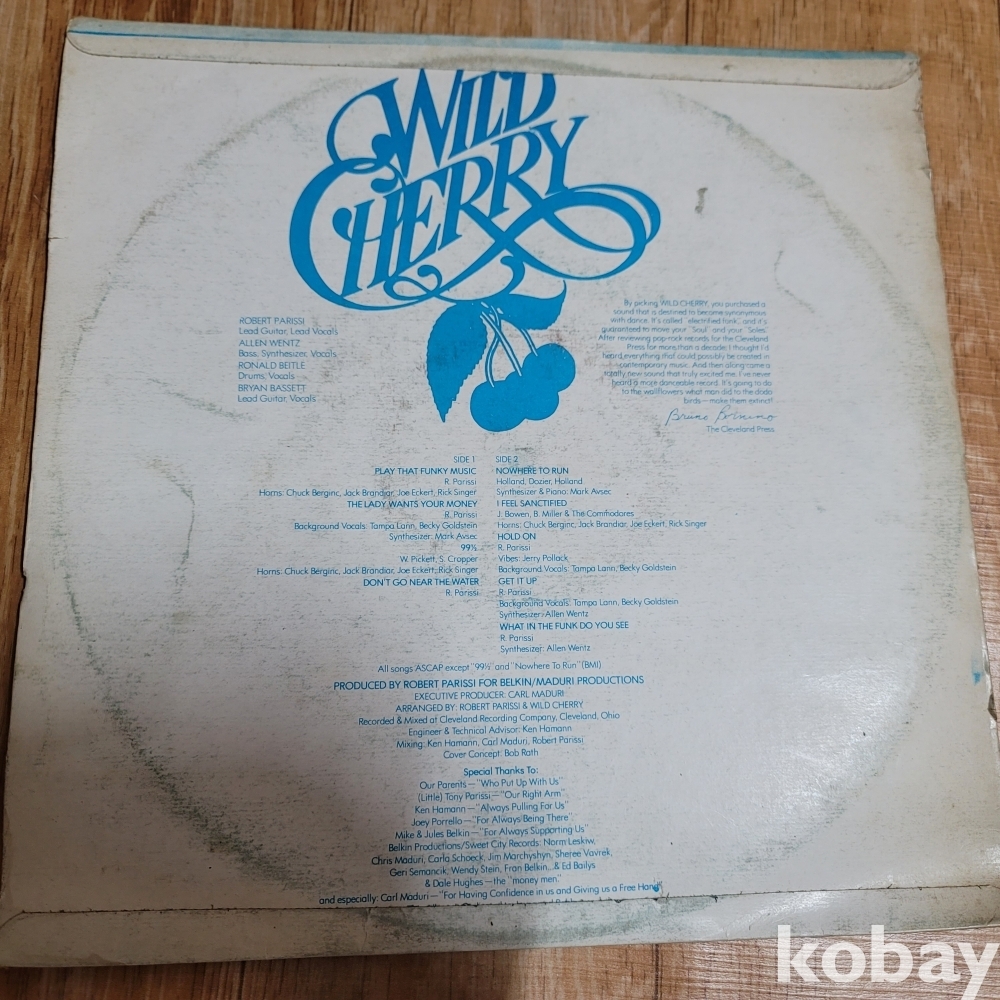 WILD
CHERRY
ROBERT PARISSI
Lead Guitar, Lead Vocals
ALLEN WENTZ
Bass, Synthesizer, Vocals
RONALD BEITLE
Drums, Vocals
BRYAN BASSETT
Lead Guitar, Vocals
By picking WILD CHERRY, you purchased a
sound that is destined to become synonymous
with dance. It's called "electrified funk" and it's
guaranteed to move your "Soul" and your "Soles".
After reviewing pop-rock records for the Cleveland
Press for more than a decade, I thought I'd
heard everything that could possibly be created in
contemporary music. And then along came a
totally new sound that truly excited me. I've never
heard a more danceable record. It's going to do
to the wallflowers what man did to the dodo
birds—make them extinct!
The Cleveland Press
SIDE 1
PLAY THAT FUNKY MUSIC
R. Parissi
Horns: Chuck Berginc, Jack Brandiar, Joe Eckert, Rick Singer
THE LADY WANTS YOUR MONEY
R. Parissi
Background Vocals: Tampa Lann, Becky Goldstein
Synthesizer: Mark Avsec
99½
W. Pickett, S. Cropper
Horns: Chuck Berginc, Jack Brandiar, Joe Eckert, Rick Singer
DON'T GO NEAR THE WATER
R. Parissi
SIDE 2
NOWHERE TO RUN
Holland, Dozier, Holland
Synthesizer & Piano: Mark Avsec
I FEEL SANCTIFIED
J. Bowen, B. Miller & The Commodores
Horns: Chuck Berginc, Jack Brandiar, Joe Eckert, Rick Singer
HOLD ON
R. Parissi
Vibes: Jerry Pollack
Background Vocals: Tampa Lann, Becky Goldstein
GET IT UP
R. Parissi
Background Vocals: Tampa Lann, Becky Goldstein
Synthesizer: Allen Wentz
WHAT IN THE FUNK DO YOU SEE
R. Parissi
Synthesizer: Allen Wentz
All songs ASCAP except "99½" and "Nowhere To Run" (BMI)
PRODUCED BY ROBERT PARISSI FOR BELKIN/MADURI PRODUCTIONS
EXECUTIVE PRODUCER: CARL MADURI
ARRANGED BY: ROBERT PARISSI & WILD CHERRY
Recorded & Mixed at Cleveland Recording Company, Cleveland, Ohio
Engineer & Technical Advisor: Ken Hamann
Mixing: Ken Hamann, Carl Maduri, Robert Parissi
Cover Concept: Bob Rath
Special Thanks To:
Our Parents—"Who Put Up With Us"
(Little) Tony Parissi—"Our Right Arm"
Ken Hamann—"Always Pulling For Us"
Joey Porrello—"For Always Being There"
Mike & Jules Belkin—"For Always Supporting Us"
Belkin Productions/Sweet City Records: Norm Leskiw,
Chris Maduri, Carla Schoeck, Jim Marchyshyn, Sheree Vavrek,
Geri Semancik, Wendy Stein, Fran Belkin, & Ed Bailys
& Dale Hughes—the "money men"
and especially: Carl Maduri—"For Having Confidence in us and Giving us a Free Hand"
kobay